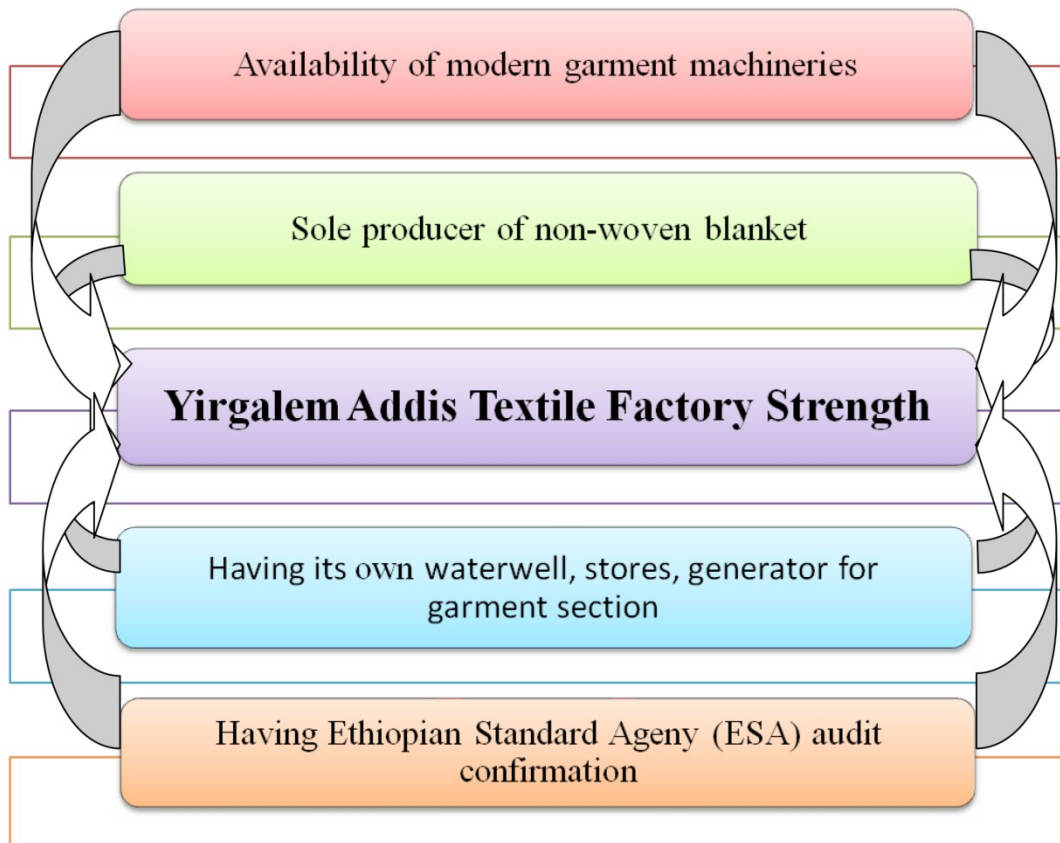 Availability of modern garment machineries
Sole producer of non-woven blanket
Yirgalem Addis Textile Factory Strength
Having its own waterwell, stores, generator for
garment section
Having Ethiopian Standard Ageny (ESA) audit
confirmation